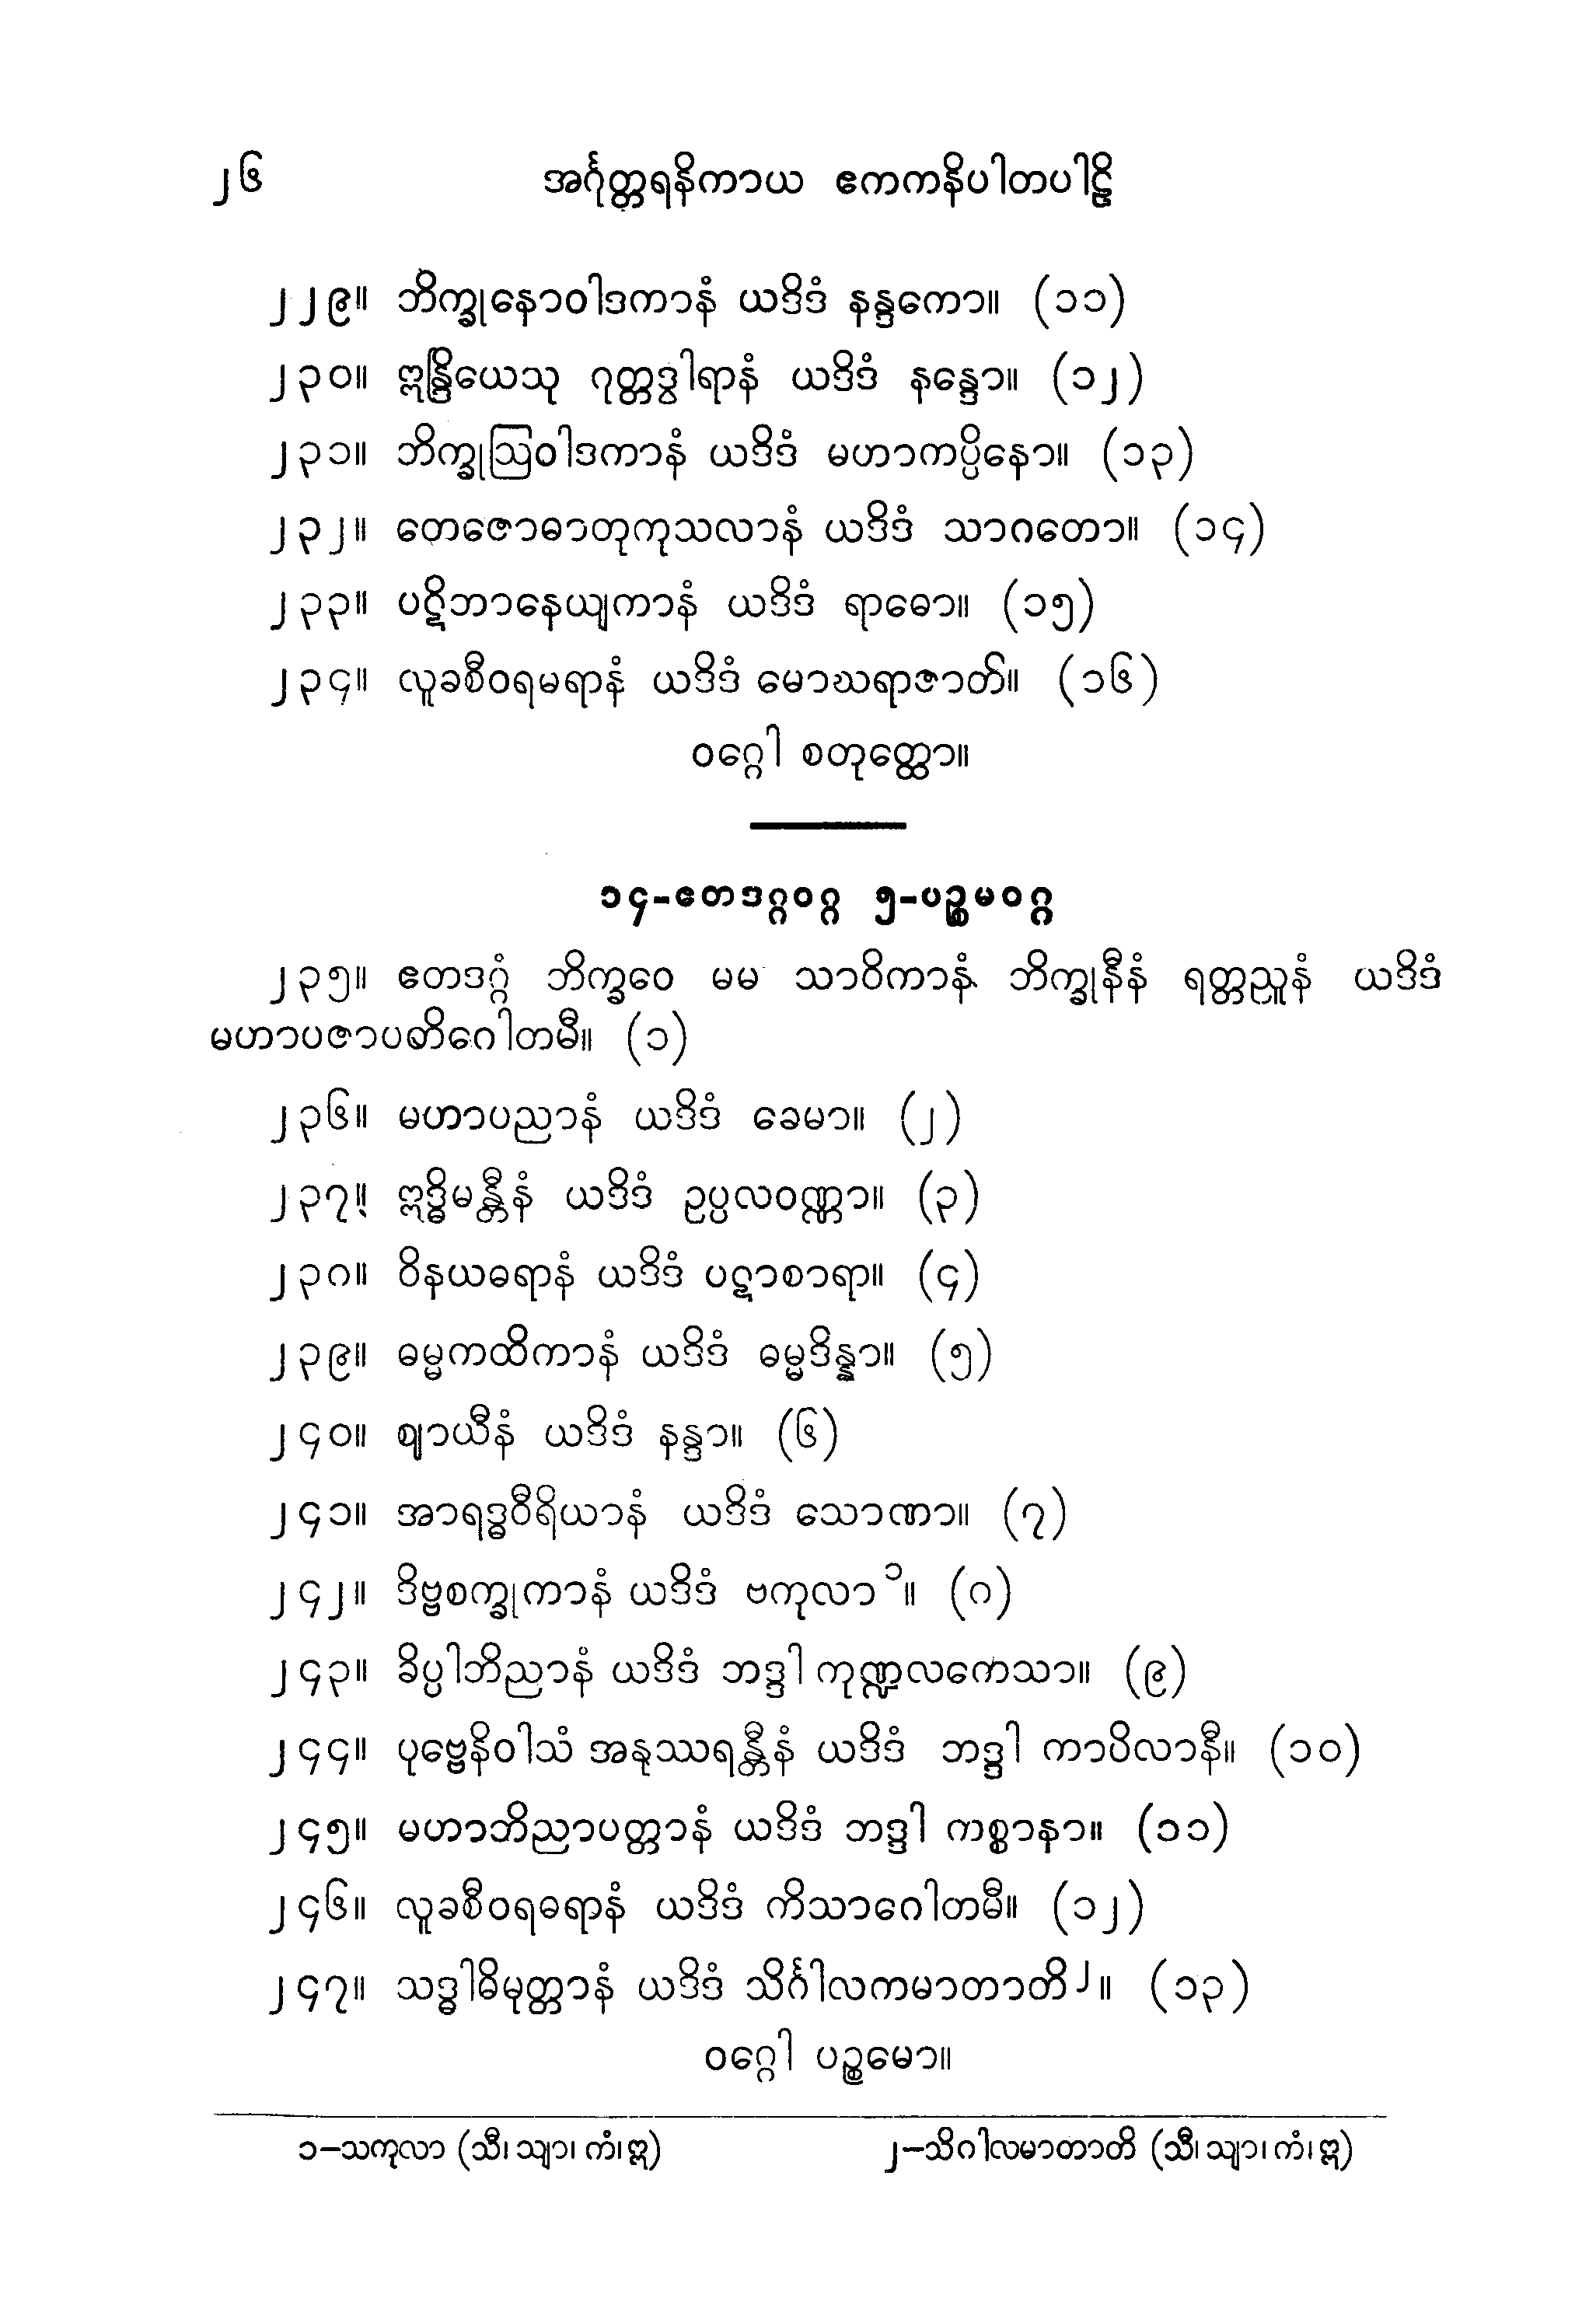 ၂၆ အင်္ဂုတ္တရနိကာယ ဧကကနိပါတပါဠိ
၂၂၉။ ဘိက္ခုနောဝါဒကာနံ ယဒိဒံ နန္ဒကော။ (၁၁)
၂၃၀။ ဣန္ဒြိယေသု ဂုတ္တဒွါရာနံ ယဒိဒံ နန္ဒော။ (၁၂)
၂၃၁။ ဘိက္ခုဩဝါဒကာနံ ယဒိဒံ မဟာကပ္ပိနော။ (၁၃)
၂၃၂။ တေဇောဓာတုကုသလာနံ ယဒိဒံ သာဂတော။ (၁၄)
၂၃၃။ ပဋိဘာနေယျကာနံ ယဒိဒံ ရာဓော။ (၁၅)
၂၃၄။ လူခစီဝရမရာနံ ယဒိဒံ မောဃရာဇာတိ။ (၁၆)
ဝဂ္ဂေါ စတုတ္ထော။
၁၄-ဧတဒဂ္ဂဝဂ္ဂ ၅-ပဉ္စမဝဂ္ဂ
၂၃၅။ ဧတဒဂ္ဂံ ဘိက္ခဝေ မမ သာဝိကာနံ ဘိက္ခုနီနံ ရတ္တညူနံ ယဒိဒံ
မဟာပဇာပတိဂေါတမီ။ (၁)
၂၃၆။ မဟာပညာနံ ယဒိဒံ ခေမာ။ (၂)
၂၃၇။ ဣဒ္ဓိမန္တီနံ ယဒိဒံ ဥပ္ပလဝဏ္ဏာ။ (၃)
၂၃၈။ ဝိနယဓရာနံ ယဒိဒံ ပဋာစာရာ။ (၄)
၂၃၉။ ဓမ္မကထိကာနံ ယဒိဒံ ဓမ္မဒိန္နာ။ (၅)
၂၄၀။ ဈာယီနံ ယဒိဒံ နန္ဒာ။ (၆)
၂၄၁။ အာရဒ္ဓဝီရိယာနံ ယဒိဒံ သောဏာ။ (၇)
၂၄၂။ ဒိဗ္ဗစက္ခုကာနံ ယဒိဒံ ဗကုလာ ၁။ (၈)
၂၄၃။ ခိပ္ပါဘိညာနံ ယဒိဒံ ဘဒ္ဒါ ကုဏ္ဍလကေသာ။ (၉)
၂၄၄။ ပုဗ္ဗေနိဝါသံ အနုဿရန္တီနံ ယဒိဒံ ဘဒ္ဒါ ကာပိလာနီ။ (၁၀)
၂၄၅။ မဟာဘိညာပတ္တာနံ ယဒိဒံ ဘဒ္ဒါ ကစ္စာနာ။ (၁၁)
၂၄၆။ လူခစီဝရဓရာနံ ယဒိဒံ ကိသာဂေါတမီ။ (၁၂)
၂၄၇။ သဒ္ဓါဓိမုတ္တာနံ ယဒိဒံ သိင်္ဂါလကမာတာတိ၂။ (၁၃)
ဝဂ္ဂေါ ပဉ္စမော။
၁–သကုလာ (သီ၊ သျာ၊ ကံ၊ ဣ) ၂–သိဂါလမာတာတိ (သီ၊ သျာ၊ ကံ၊ ဣ)